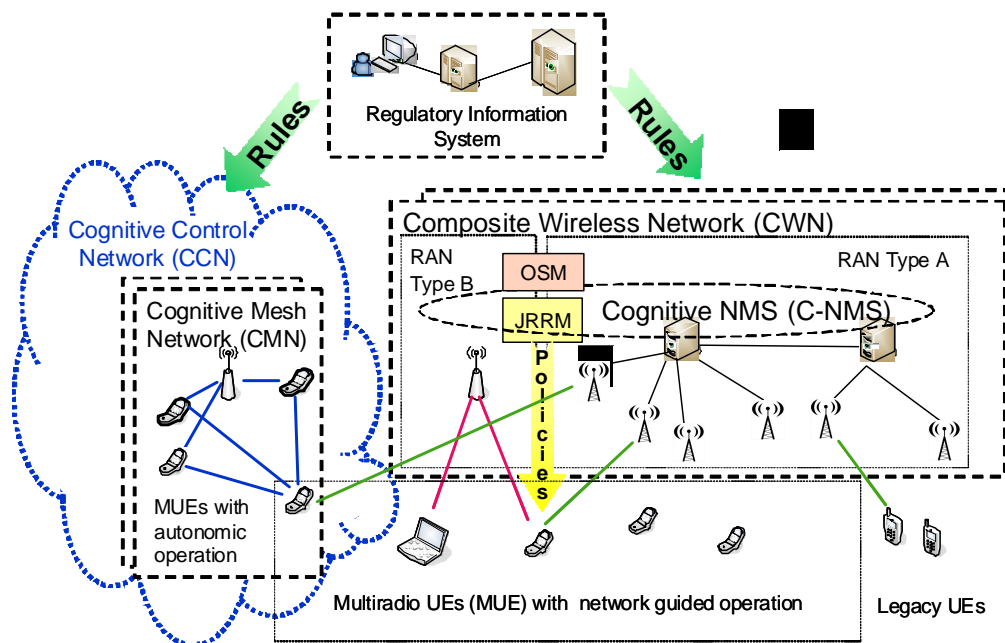 Regulatory Information
System
Rules
Rules
Cognitive Control
Network (CCN)
Cognitive Mesh
Network (CMN)
MUEs with
autonomic
operation
Composite Wireless Network (CWN)
RAN
Type B
OSM
RAN Type A
JRRM
Cognitive NMS (C-NMS)
Policies
Multiradio UEs (MUE) with network guided operation
Legacy UEs